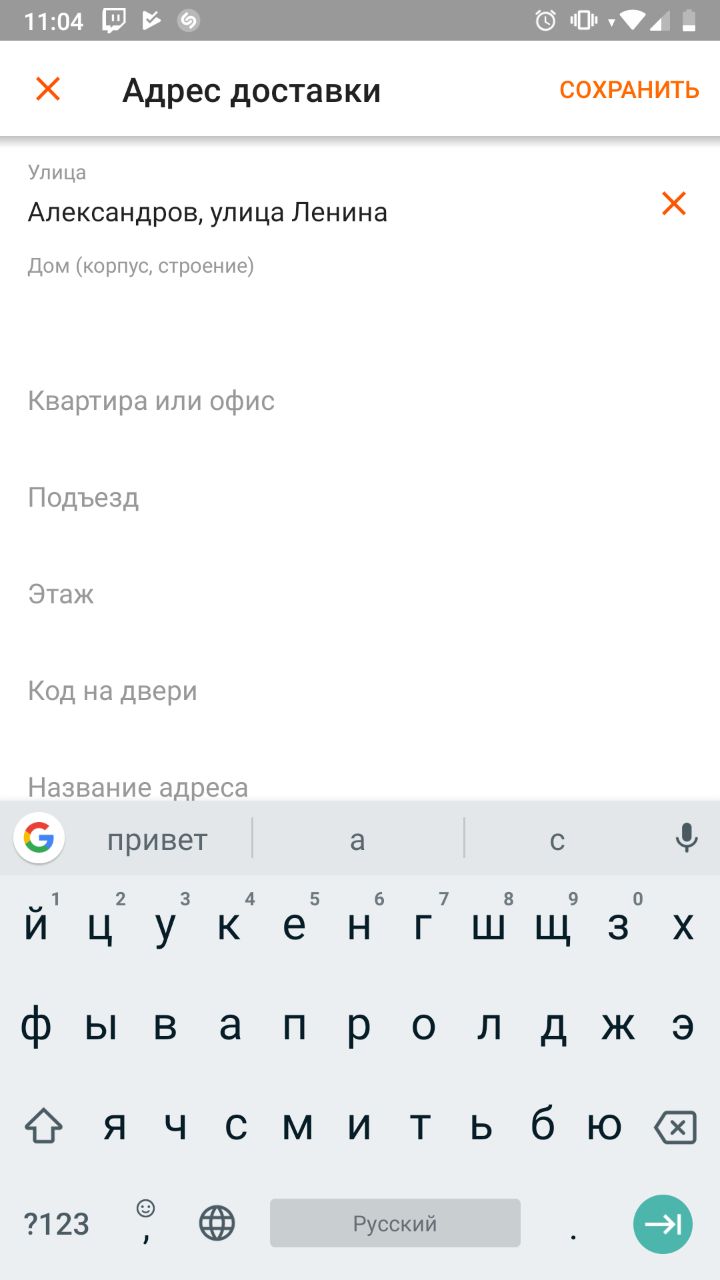 11:04
Адрес доставки
СОХРАНИТЬ
Улица
Александров, улица Ленина
Дом (корпус, строение)
Квартира или офис
Подъезд
Этаж
Код на двери
Название адреса
привет а с
1 2 3 4 5 6 7 8 9 0
й ц у к е н г ш щ з х
ф ы в а п р о л д ж э
я ч с м и т ь б ю
?123 , Русский .